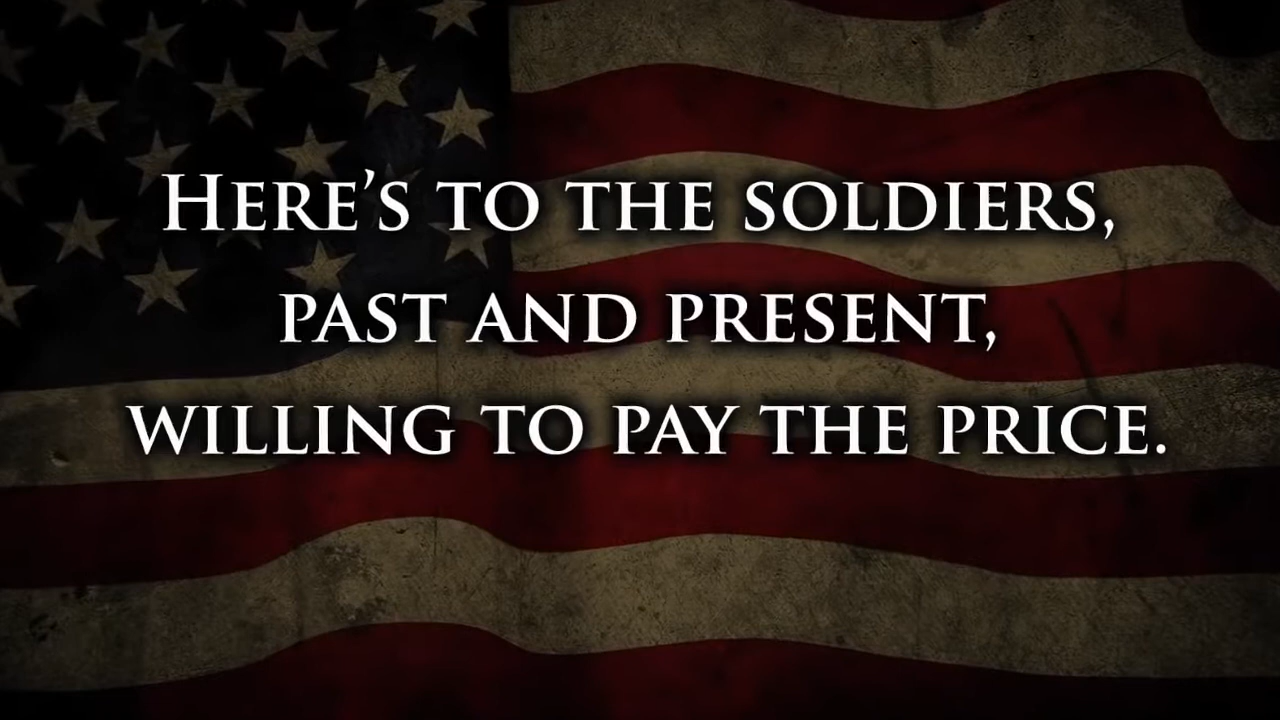 Here's to the soldiers,
past and present,
willing to pay the price.